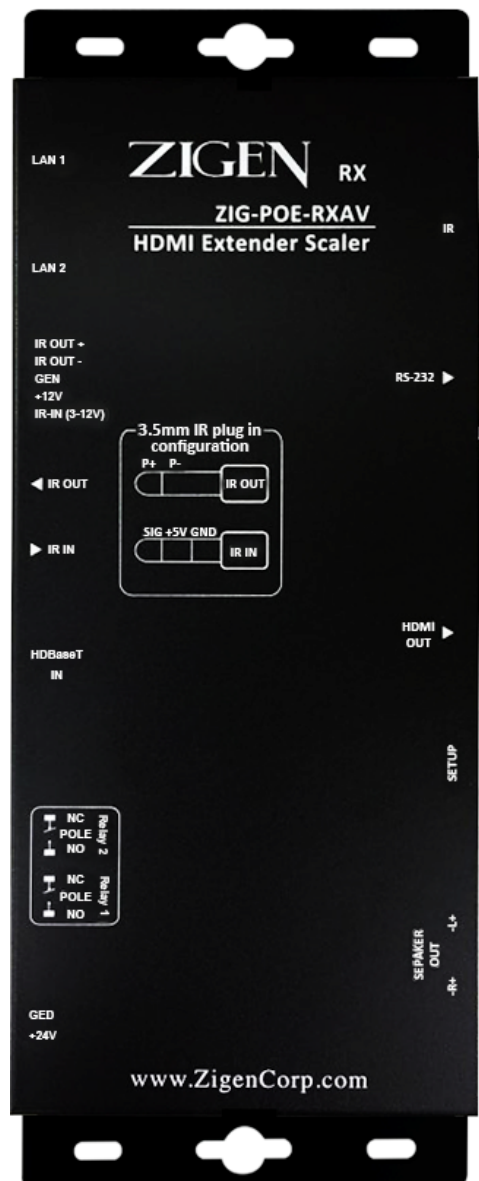 ZIGEN RX
ZIG-POE-RXAV
HDMI Extender Scaler
LAN 1
LAN 2
IR OUT +
IR OUT -
GEN
+12V
IR-IN (3-12V)
IR OUT
IR IN
HDBaseT
IN
3.5mm IR plug in
configuration
P+ P-
IR OUT
SIG +5V GND
IR IN
NC
POLE
NO
Relay 2
NC
POLE
NO
Relay 1
GED
+24V
IR
RS-232
HDMI
OUT
SETUP
SEPAKER
OUT
-L+
-R+
www.ZigenCorp.com